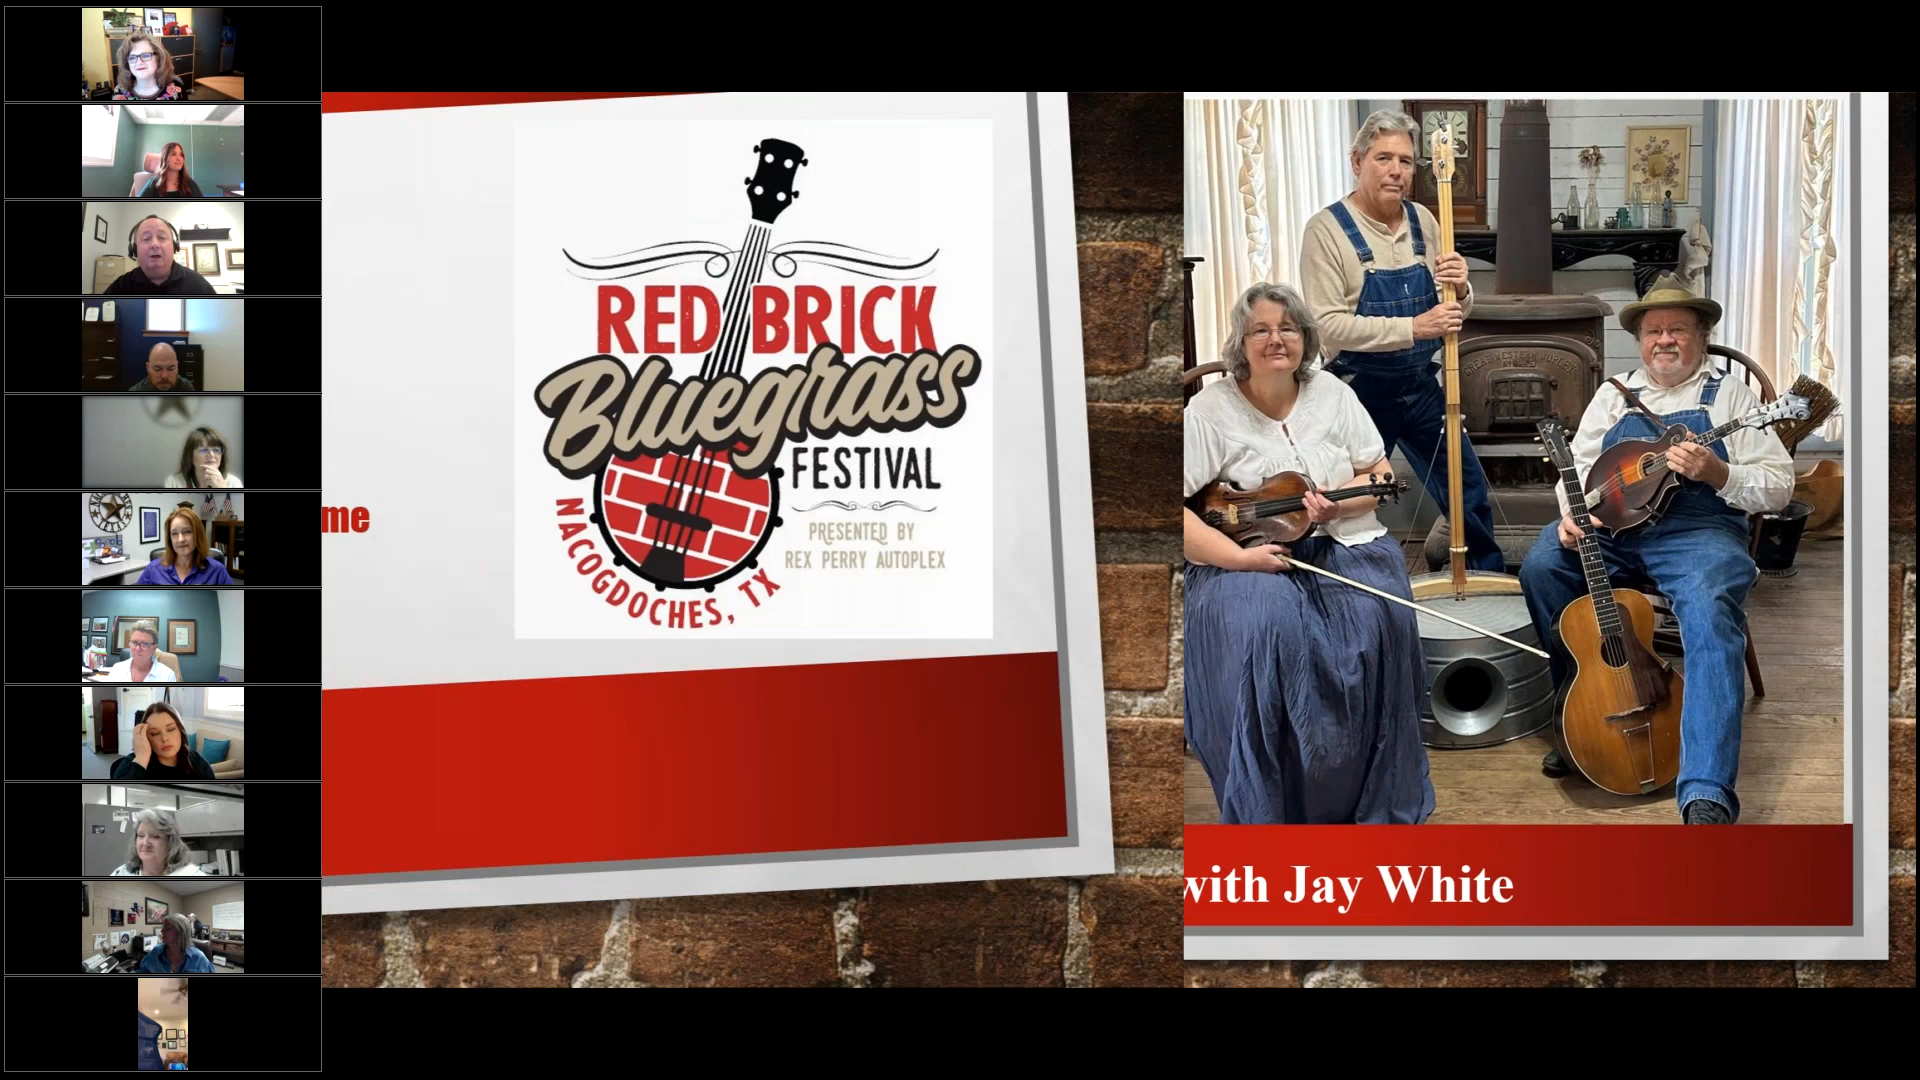 RED BRICK
Bluegrass
FESTIVAL
PRESENTED BY
REX PERRY AUTOPLEX
NACOGDOCHES, TX
me
with Jay White